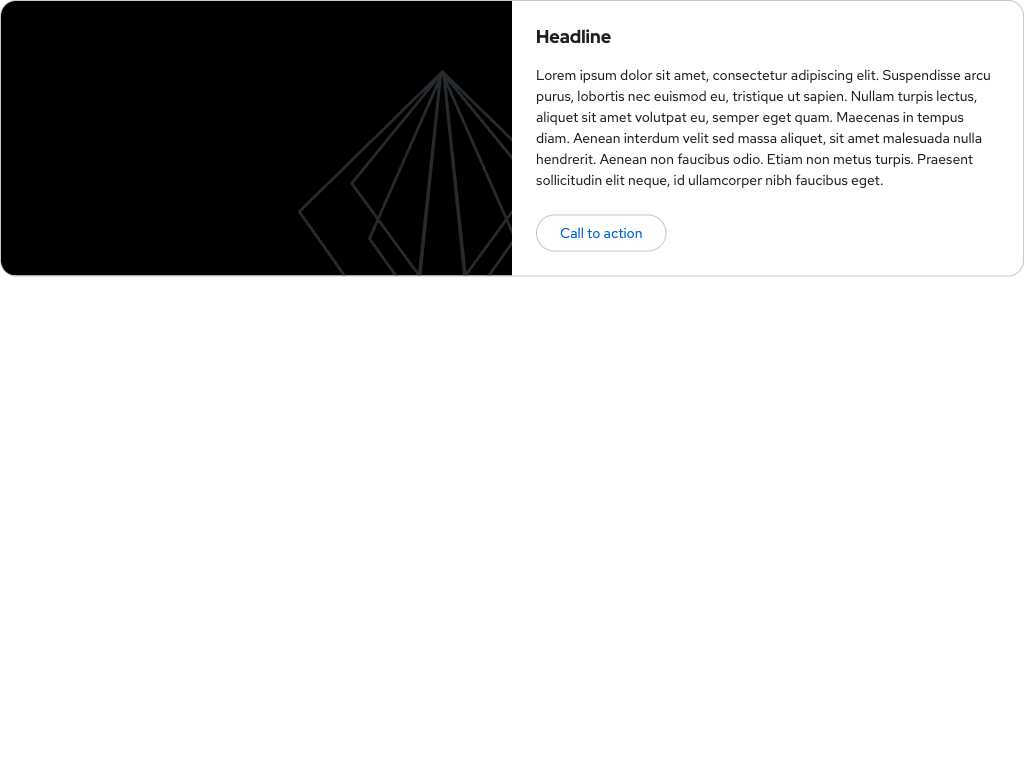 Headline
Lorem ipsum dolor sit amet, consectetur adipiscing elit. Suspendisse arcu
purus, lobortis nec euismod eu, tristique ut sapien. Nullam turpis lectus,
aliquet sit amet volutpat eu, semper eget quam. Maecenas in tempus
diam. Aenean interdum velit sed massa aliquet, sit amet malesuada nulla
hendrerit. Aenean non faucibus odio. Etiam non metus turpis. Praesent
sollicitudin elit neque, id ullamcorper nibh faucibus eget.
Call to action